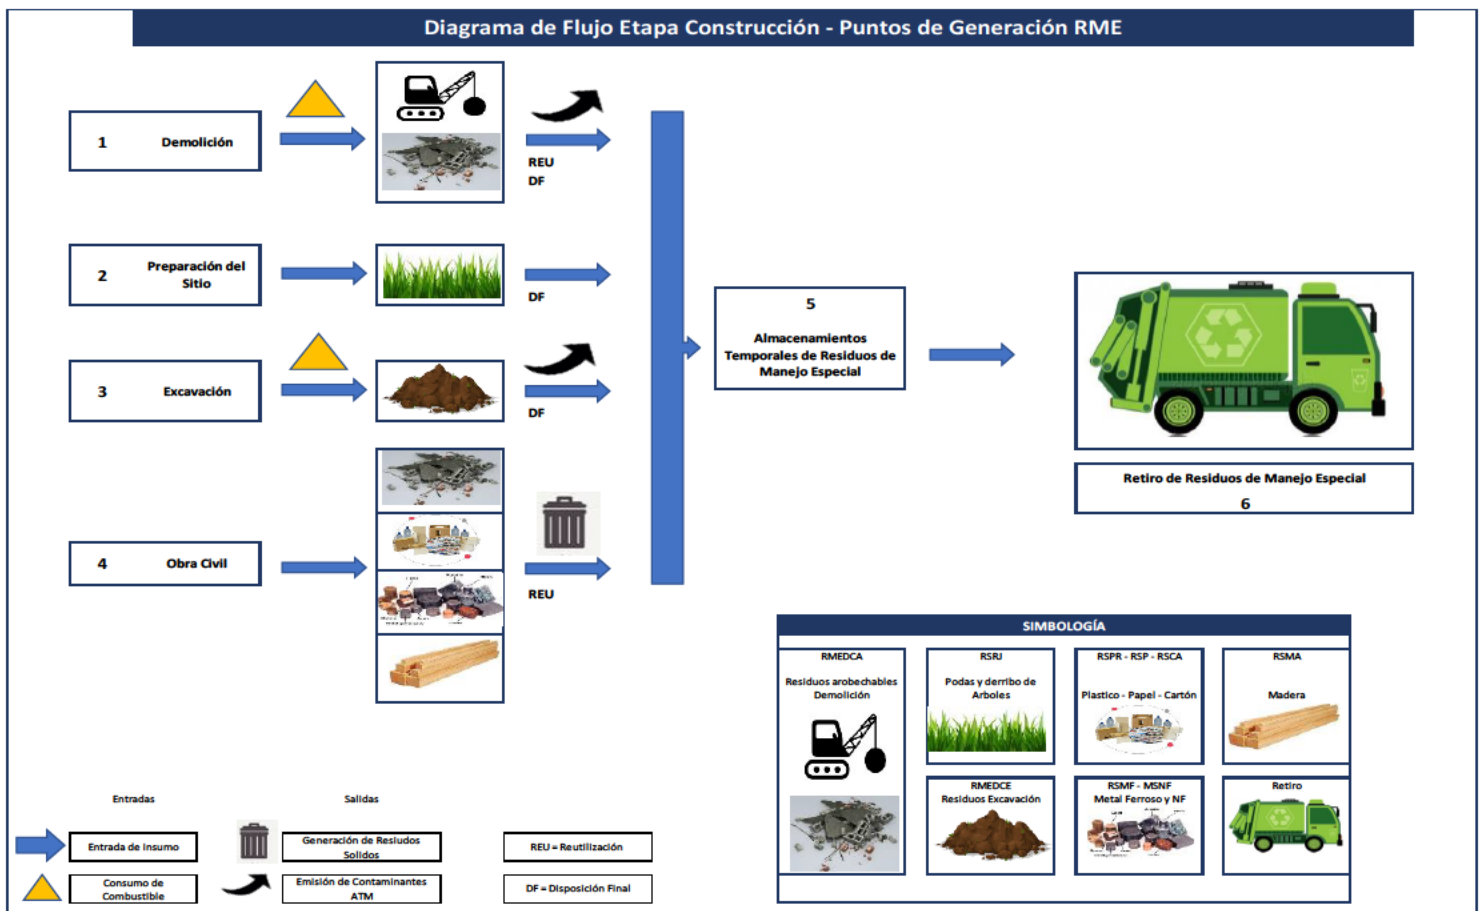 Diagrama de Flujo Etapa Construcción - Puntos de Generación RME
1 Demolición
REU
DF
2 Preparación del
Sitio
DF
3 Excavación
DF
4 Obra Civil
REU
5
Almacenamientos
Temporales de Residuos de
Manejo Especial
Retiro de Residuos de Manejo Especial
6
SIMBOLOGÍA
RMEDCA
Residuos arobechables
Demolición
RSRJ
Podas y derribo de
Arboles
RSPR - RSP - RSCA
Plastico - Papel - Cartón
RSMA
Madera
RMEDCE
Residuos Excavación
RSMF - MSNF
Metal Ferroso y NF
Retiro
Entradas
Salidas
Entrada de Insumo
Generación de Resiudos
Solidos
REU = Reutilización
Consumo de
Combustible
Emisión de Contaminantes
ATM
DF = Disposición Final